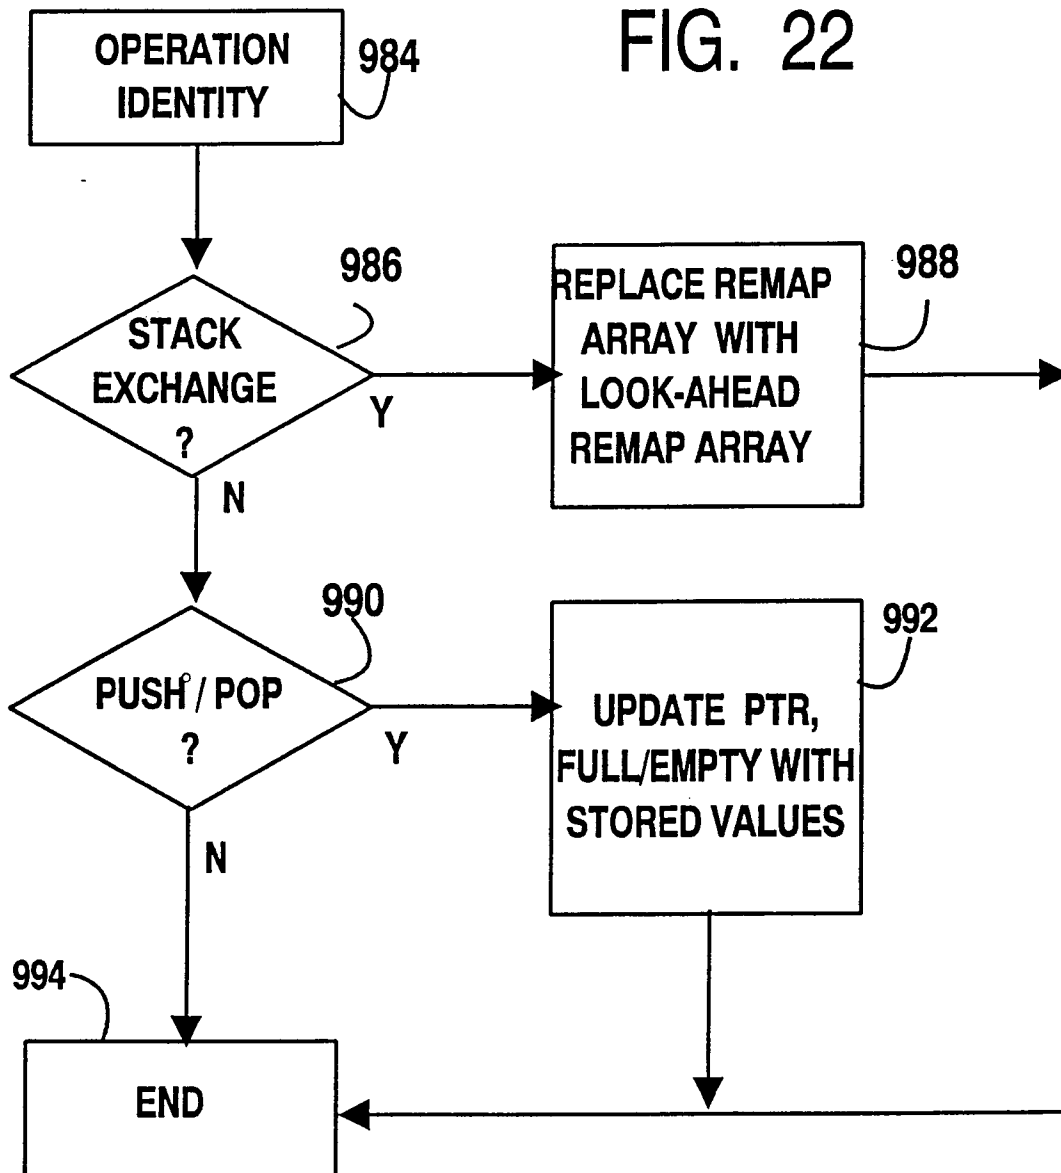 FIG. 22
OPERATION
IDENTITY
984
STACK
EXCHANGE
?
986
Y
N
REPLACE REMAP
ARRAY WITH
LOOK-AHEAD
REMAP ARRAY
988
PUSH / POP
?
990
Y
N
UPDATE PTR,
FULL/EMPTY WITH
STORED VALUES
992
994
END